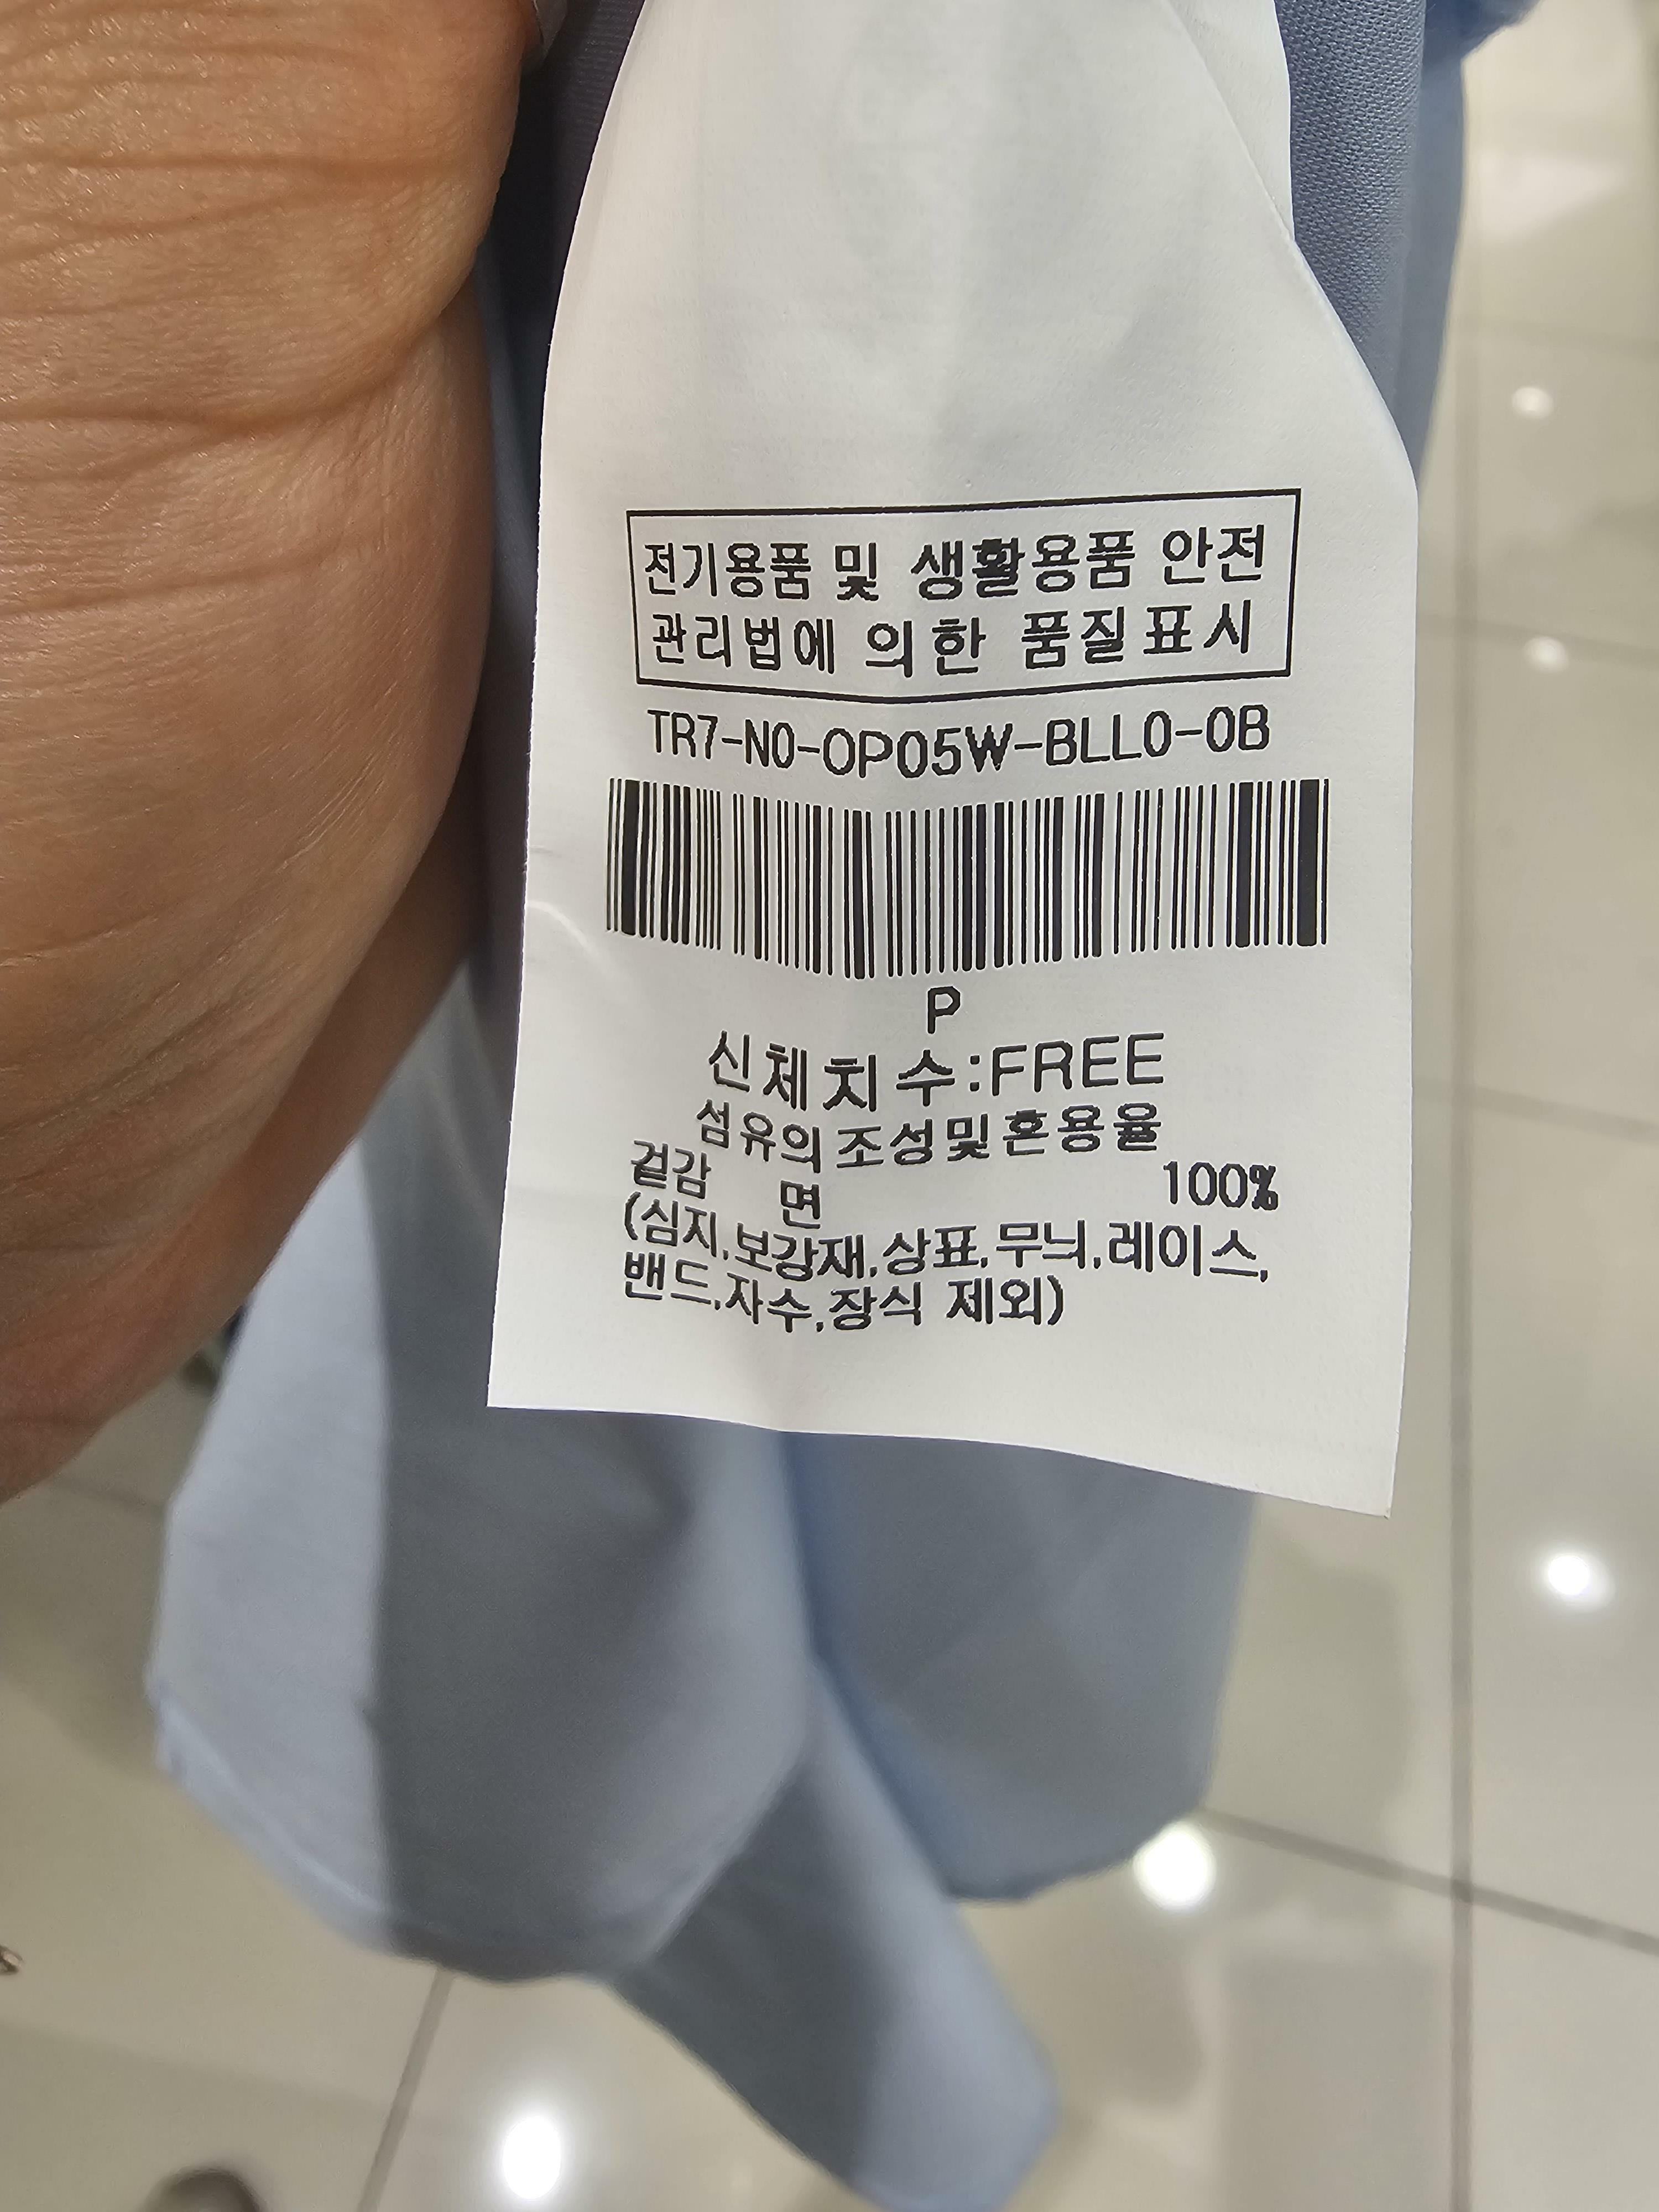 전기용품 및 생활용품 안전
관리법에 의한 품질표시
TR7-N0-OP05W-BLL0-0B
P
신체치수:FREE
섬유의조성및혼용율
겉감 면 100%
(심지,보강재,상표,무늬,레이스,
밴드,자수,장식 제외)